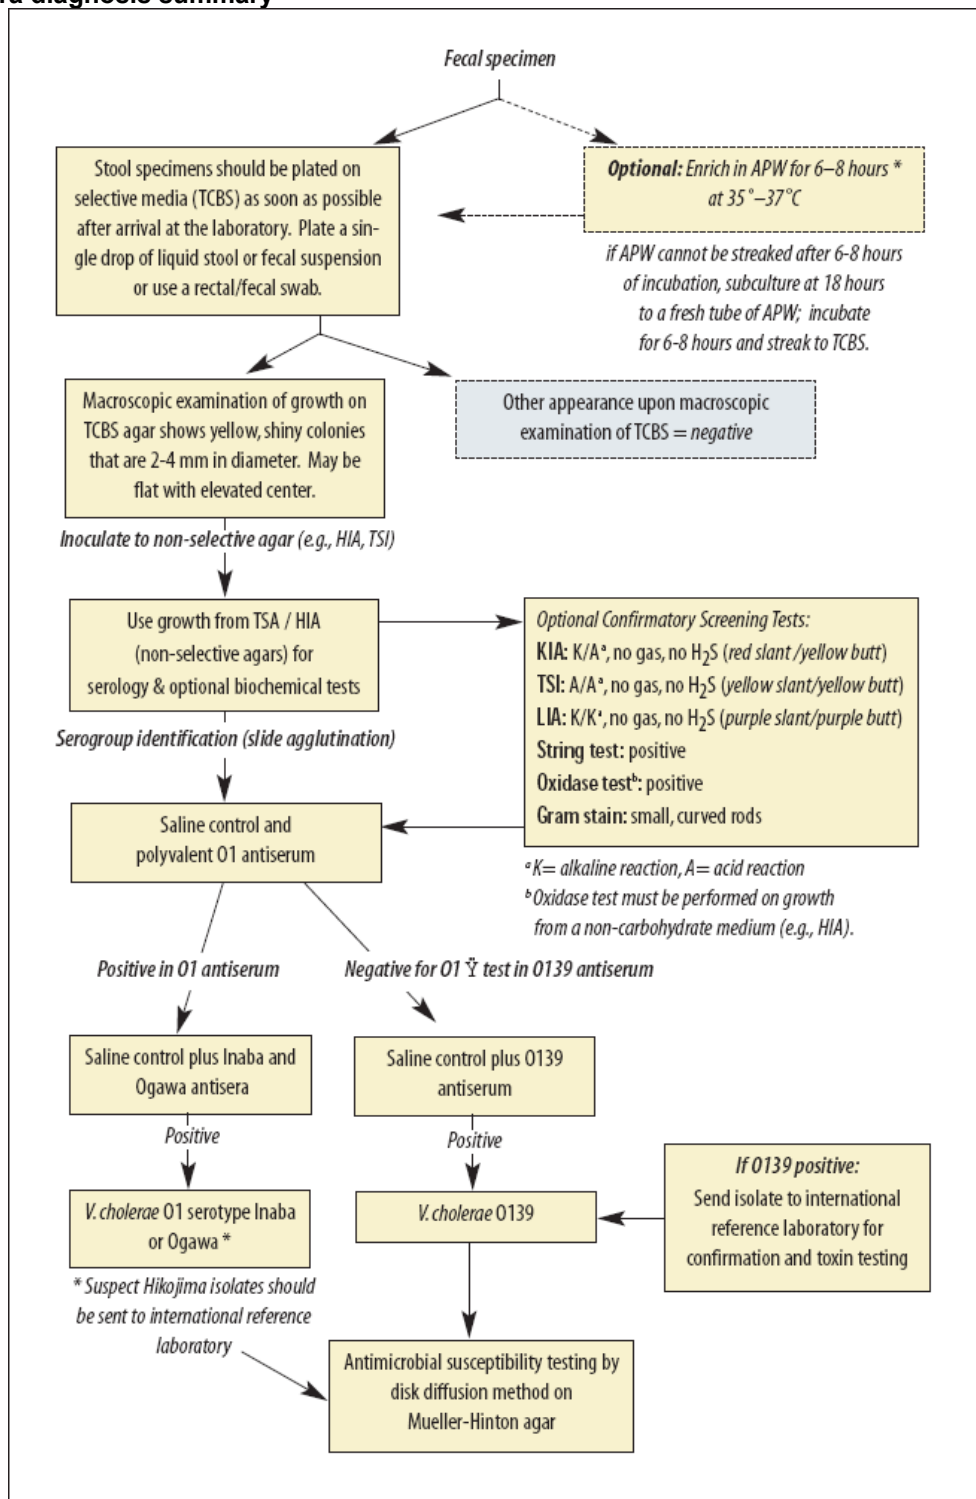 ra diagnosis summary
Fecal specimen
Stool specimens should be plated on
selective media (TCBS) as soon as possible
after arrival at the laboratory. Plate a sin-
gle drop of liquid stool or fecal suspension
or use a rectal/fecal swab.
Optional: Enrich in APW for 6–8 hours *
at 35˚–37˚C
if APW cannot be streaked after 6-8 hours
of incubation, subculture at 18 hours
to a fresh tube of APW; incubate
for 6-8 hours and streak to TCBS.
Macroscopic examination of growth on
TCBS agar shows yellow, shiny colonies
that are 2-4 mm in diameter. May be
flat with elevated center.
Other appearance upon macroscopic
examination of TCBS = negative
Inoculate to non-selective agar (e.g., HIA, TSI)
Use growth from TSA / HIA
(non-selective agars) for
serology & optional biochemical tests
Optional Confirmatory Screening Tests:
KIA: K/Aª, no gas, no H₂S (red slant/yellow butt)
TSI: A/Aª, no gas, no H₂S (yellow slant/yellow butt)
LIA: K/Kª, no gas, no H₂S (purple slant/purple butt)
String test: positive
Oxidase testᵇ: positive
Gram stain: small, curved rods
ª K= alkaline reaction, A= acid reaction
ᵇ Oxidase test must be performed on growth
from a non-carbohydrate medium (e.g., HIA).
Serogroup identification (slide agglutination)
Saline control and
polyvalent O1 antiserum
Positive in O1 antiserum
Negative for O1 Ϋ test in O139 antiserum
Saline control plus Inaba and
Ogawa antisera
Saline control plus O139
antiserum
Positive
Positive
V. cholerae O1 serotype Inaba
or Ogawa *
V. cholerae O139
If O139 positive:
Send isolate to international
reference laboratory for
confirmation and toxin testing
* Suspect Hikojima isolates should
be sent to international reference
laboratory
Antimicrobial susceptibility testing by
disk diffusion method on
Mueller-Hinton agar